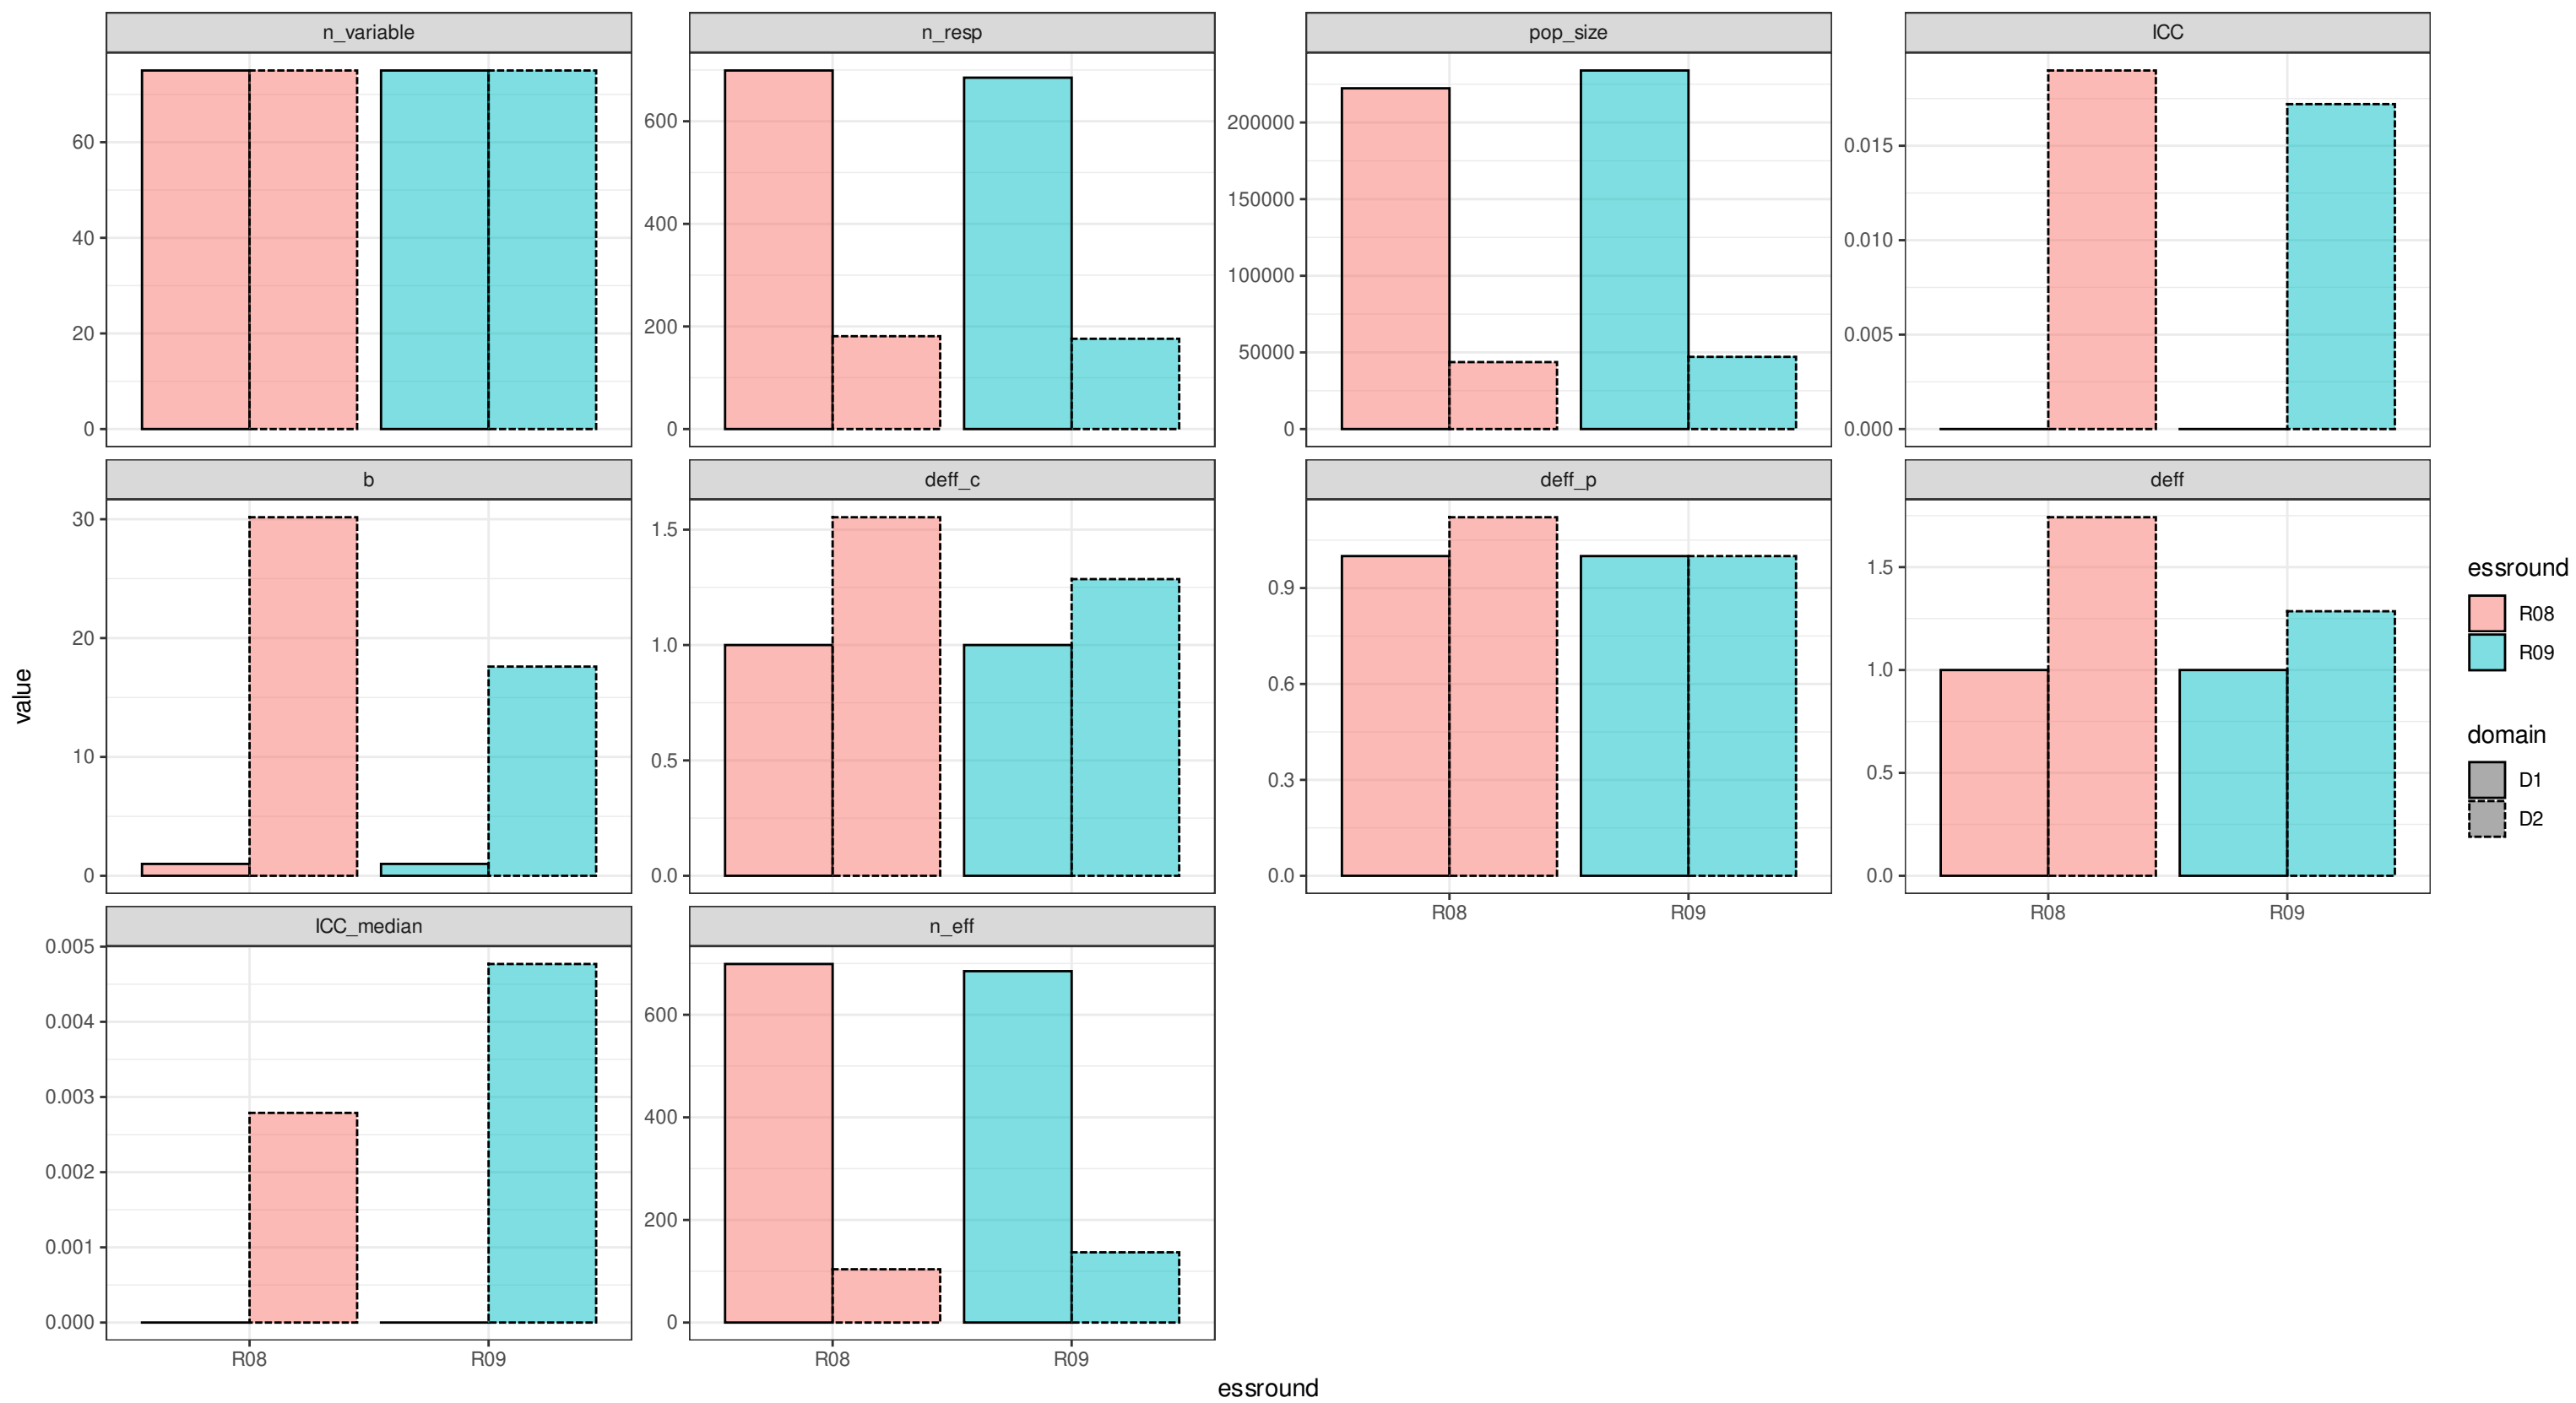 n_variable
n_resp
pop_size
ICC
60
40
20
0
600
400
200
0
200000
150000
100000
50000
0
0.015
0.010
0.005
0.000
b
deff_c
deff_p
deff
30
20
10
0
1.5
1.0
0.5
0.0
0.9
0.6
0.3
0.0
1.5
1.0
0.5
0.0
R08
R09
R08
R09
ICC_median
n_eff
0.005
0.004
0.003
0.002
0.001
0.000
600
400
200
0
R08
R09
R08
R09
value
essround
essround
R08
R09
domain
D1
D2